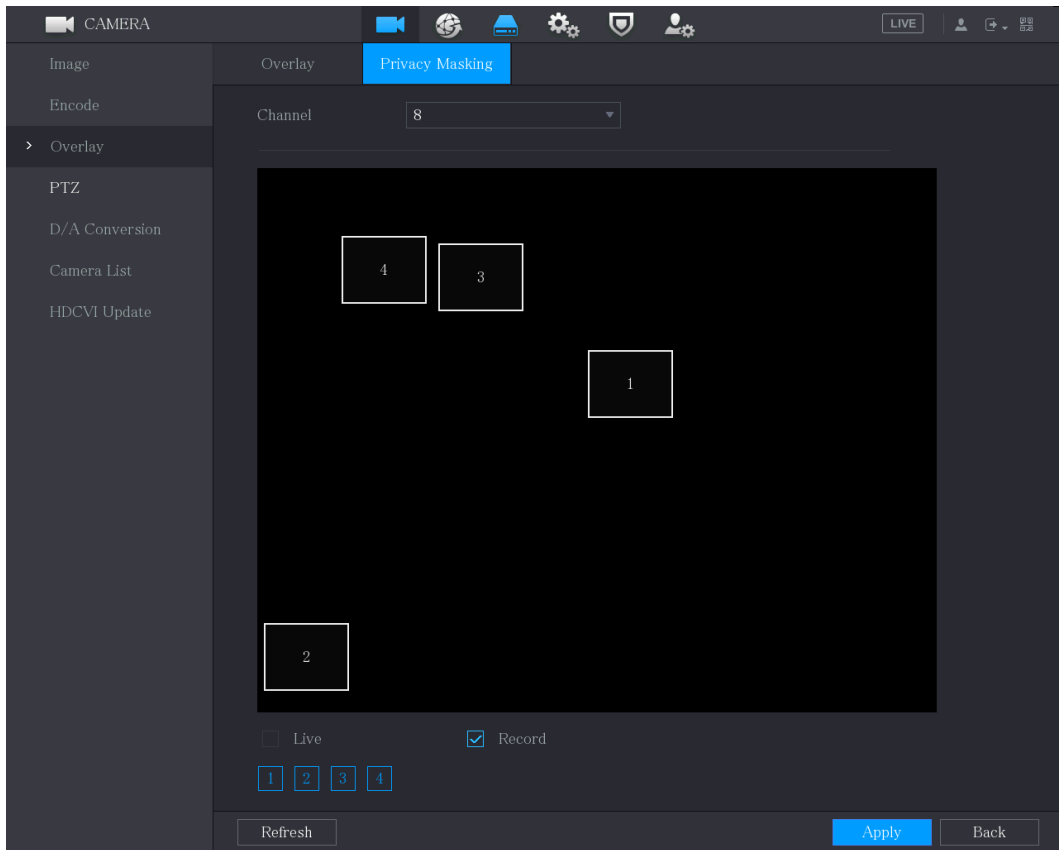 CAMERA LIVE
Image Overlay Privacy Masking
Encode
Channel 8
Overlay
PTZ
D/A Conversion
Camera List
HDCVI Update
4
3
1
2
Live Record
1 2 3 4
Refresh Apply Back